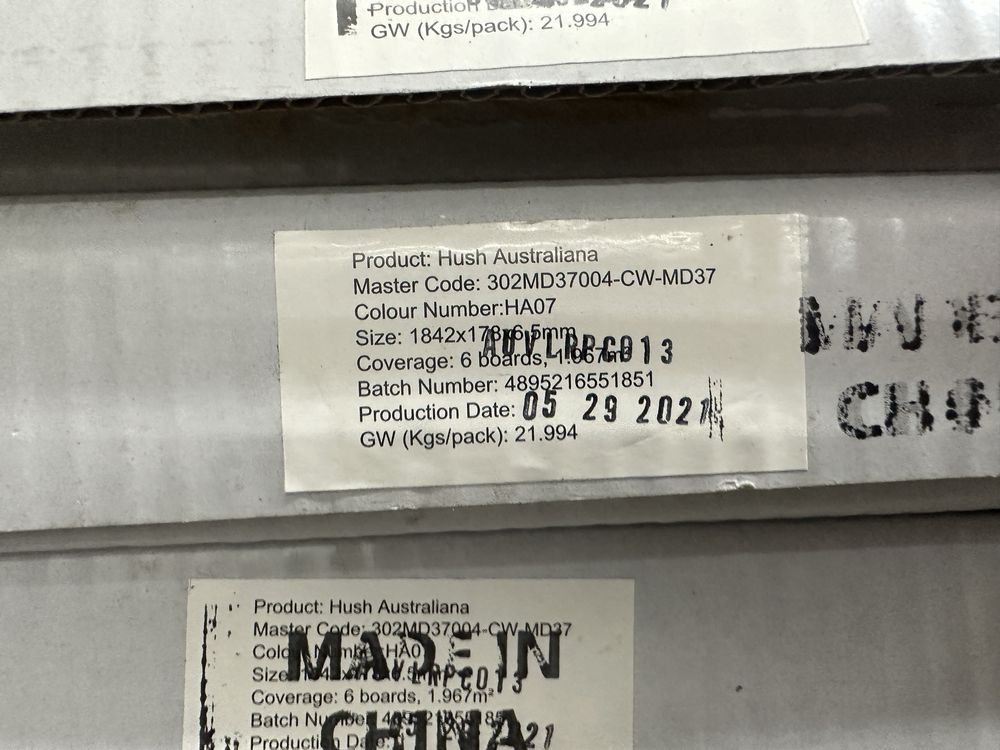 Production
GW (Kgs/pack): 21.994
Product: Hush Australiana
Master Code: 302MD37004-CW-MD37
Colour Number:HA07
Size: 1842x178x6.5mm
AUVLRPC013
Coverage: 6 boards, 1.967m²
Batch Number: 4895216551851
Production Date: 05 29 2021
GW (Kgs/pack): 21.994
Product: Hush Australiana
Master Code: 302MD37004-CW-MD37
MADE IN
Coverage: 6 boards, 1.967m²
CHINA